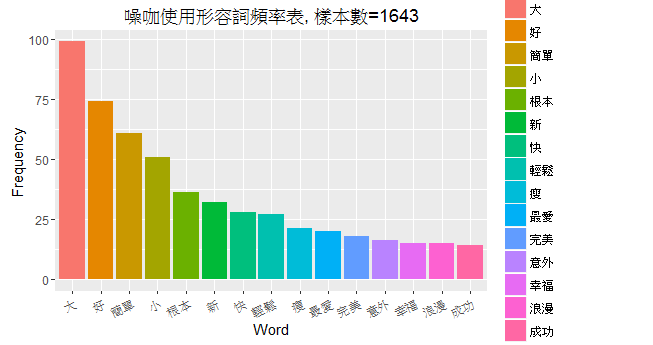 噪咖使用形容詞頻率表, 樣本數=1643
Frequency
100
75
50
25
0
大
好
簡單
小
根本
新
快
輕鬆
瘦
最愛
完美
意外
幸福
浪漫
成功
Word
大
好
簡單
小
根本
新
快
輕鬆
瘦
最愛
完美
意外
幸福
浪漫
成功